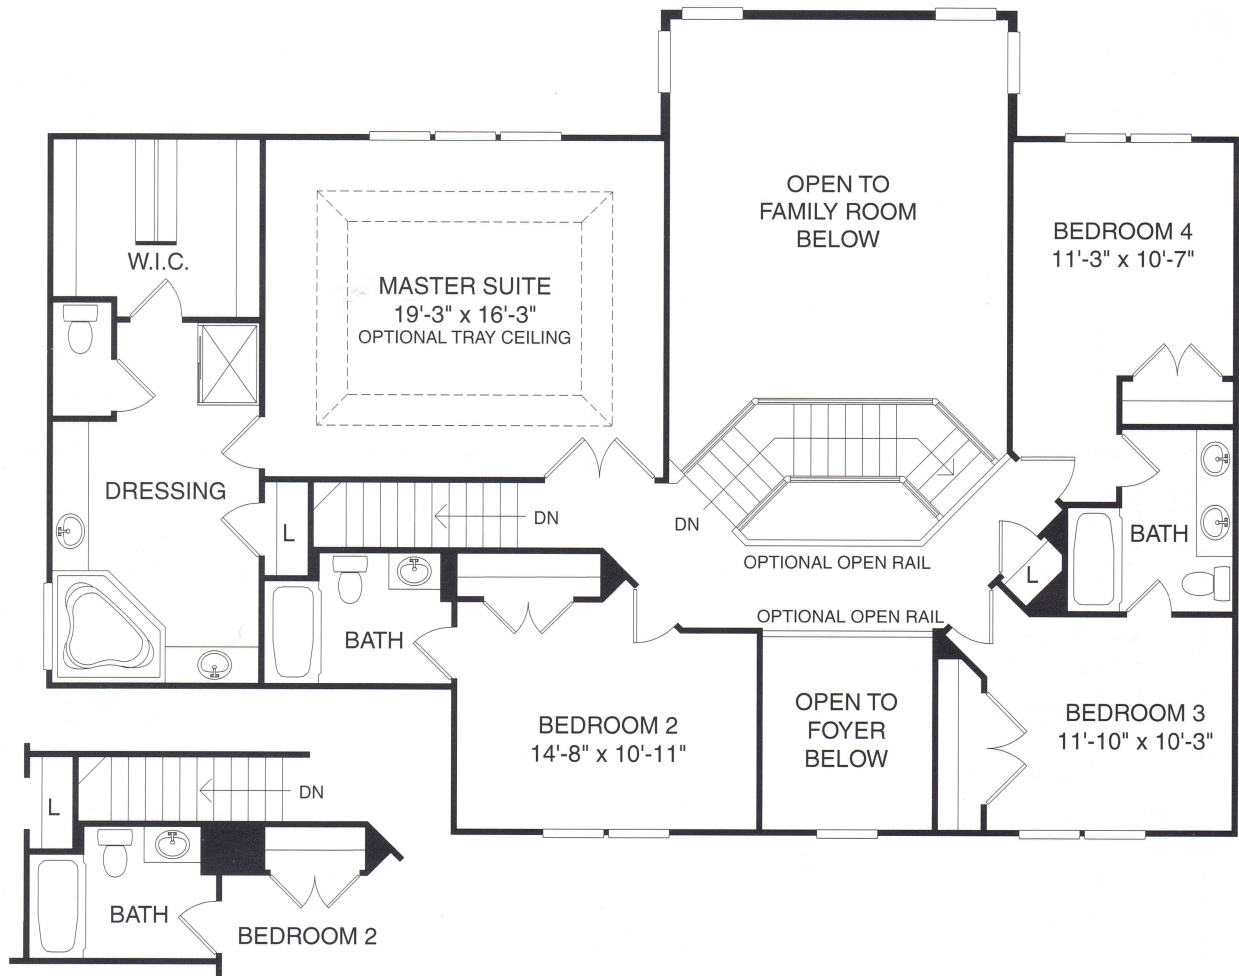 OPEN TO
FAMILY ROOM
BELOW
BEDROOM 4
11'-3" x 10'-7"
W.I.C.
MASTER SUITE
19'-3" x 16'-3"
OPTIONAL TRAY CEILING
DRESSING
L
DN
DN
BATH
OPTIONAL OPEN RAIL
L
OPTIONAL OPEN RAIL
BATH
BEDROOM 2
14'-8" x 10'-11"
OPEN TO
FOYER
BELOW
BEDROOM 3
11'-10" x 10'-3"
L
DN
BATH
BEDROOM 2